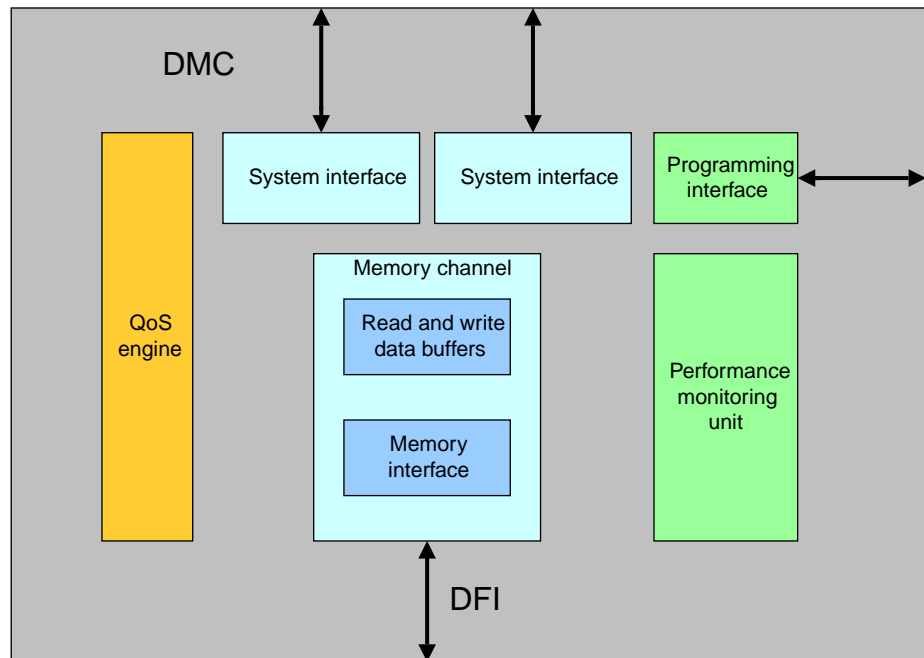 DMC
System interface
System interface
Programming
interface
QoS
engine
Memory channel
Read and write
data buffers
Memory
interface
Performance
monitoring
unit
DFI